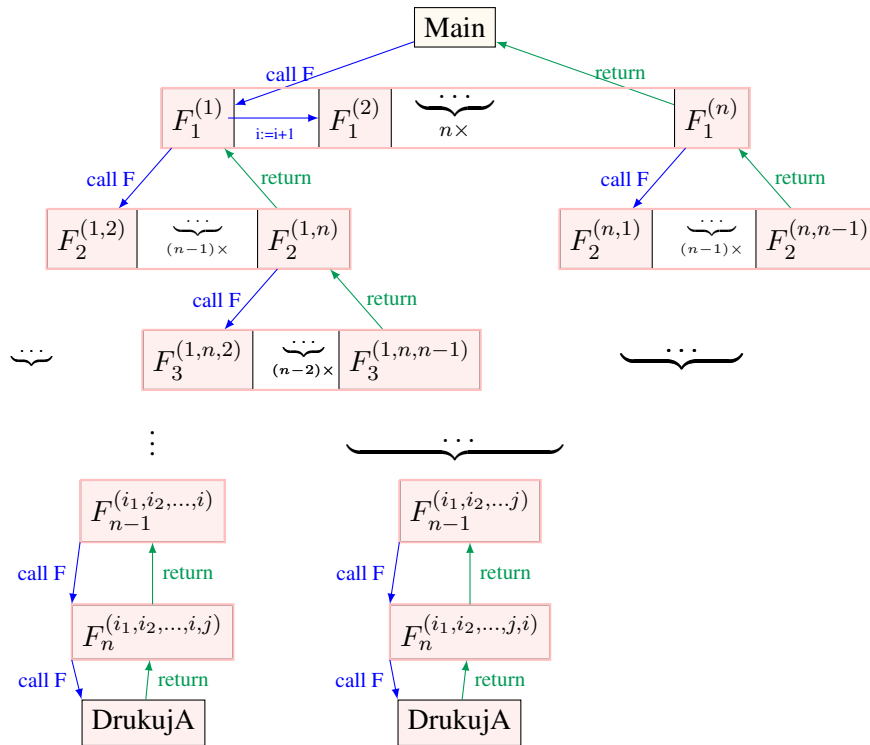 Main
call F return
F_1^{(1)} F_1^{(2)} ... F_1^{(n)}
i:=i+1 n×
call F return call F return
F_2^{(1,2)} ... F_2^{(1,n)} F_2^{(n,1)} ... F_2^{(n,n−1)}
(n−1)× (n−1)×
call F return
... F_3^{(1,n,2)} ... F_3^{(1,n,n−1)} ...
(n−2)×
⋮ ...
F_{n−1}^{(i_1,i_2,...,i)} F_{n−1}^{(i_1,i_2,...j)}
call F return call F return
F_n^{(i_1,i_2,...,i,j)} F_n^{(i_1,i_2,...,j,i)}
call F return call F return
DrukujA DrukujA